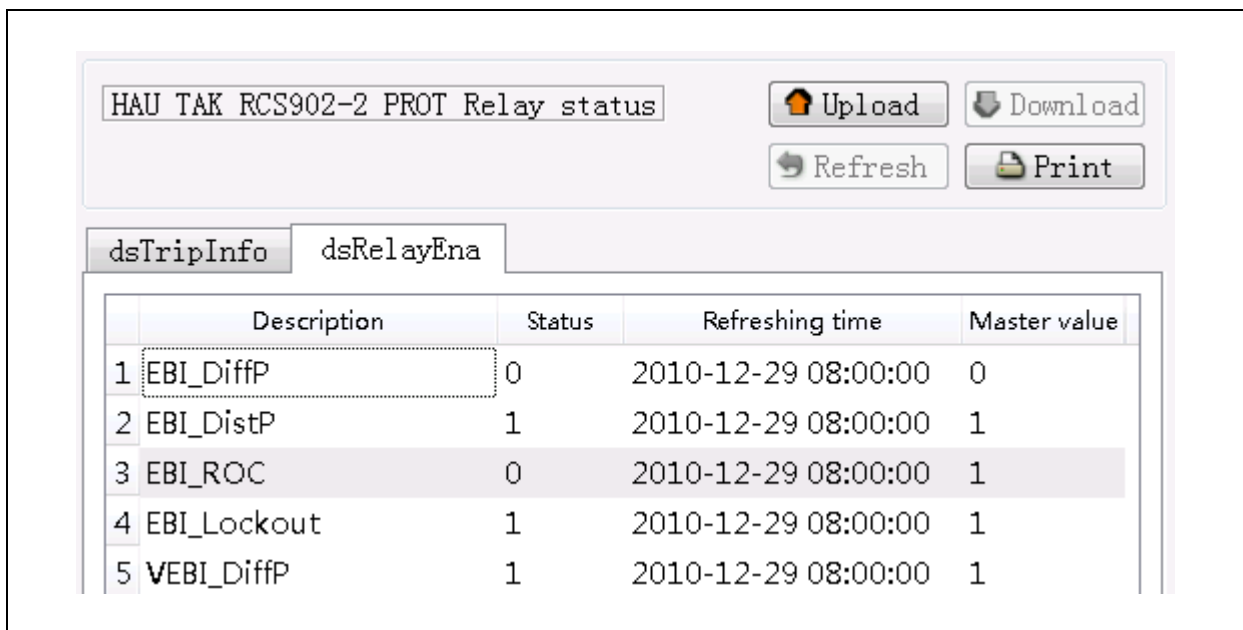 HAU TAK RCS902-2 PROT Relay status
Upload
Download
Refresh
Print
dsTripInfo
dsRelayEna
Description Status Refreshing time Master value
1 EBI_DiffP 0 2010-12-29 08:00:00 0
2 EBI_DistP 1 2010-12-29 08:00:00 1
3 EBI_ROC 0 2010-12-29 08:00:00 1
4 EBI_Lockout 1 2010-12-29 08:00:00 1
5 VEBI_DiffP 1 2010-12-29 08:00:00 1